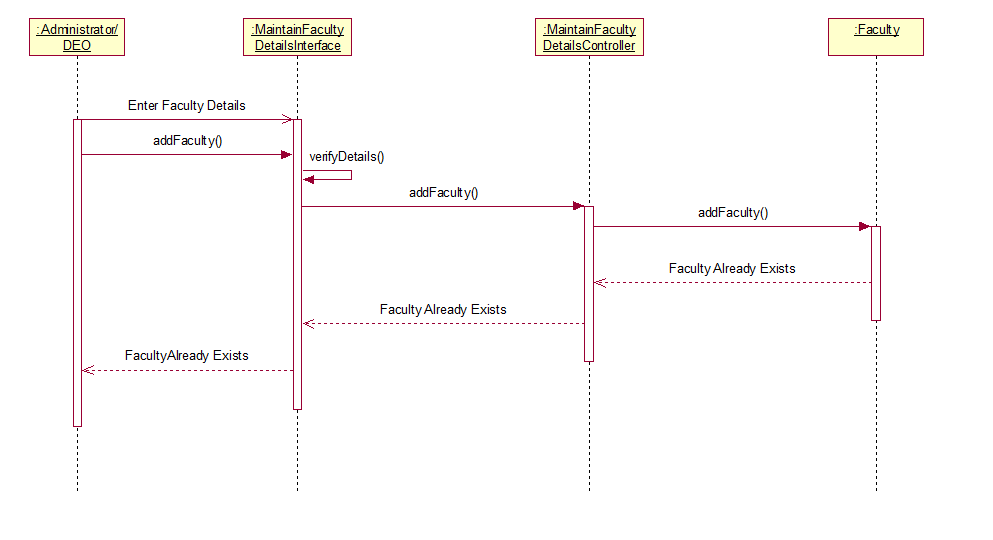 :Administrator/
DEO
:MaintainFaculty
DetailsInterface
:MaintainFaculty
DetailsController
:Faculty
Enter Faculty Details
addFaculty()
verifyDetails()
addFaculty()
addFaculty()
Faculty Already Exists
Faculty Already Exists
FacultyAlready Exists